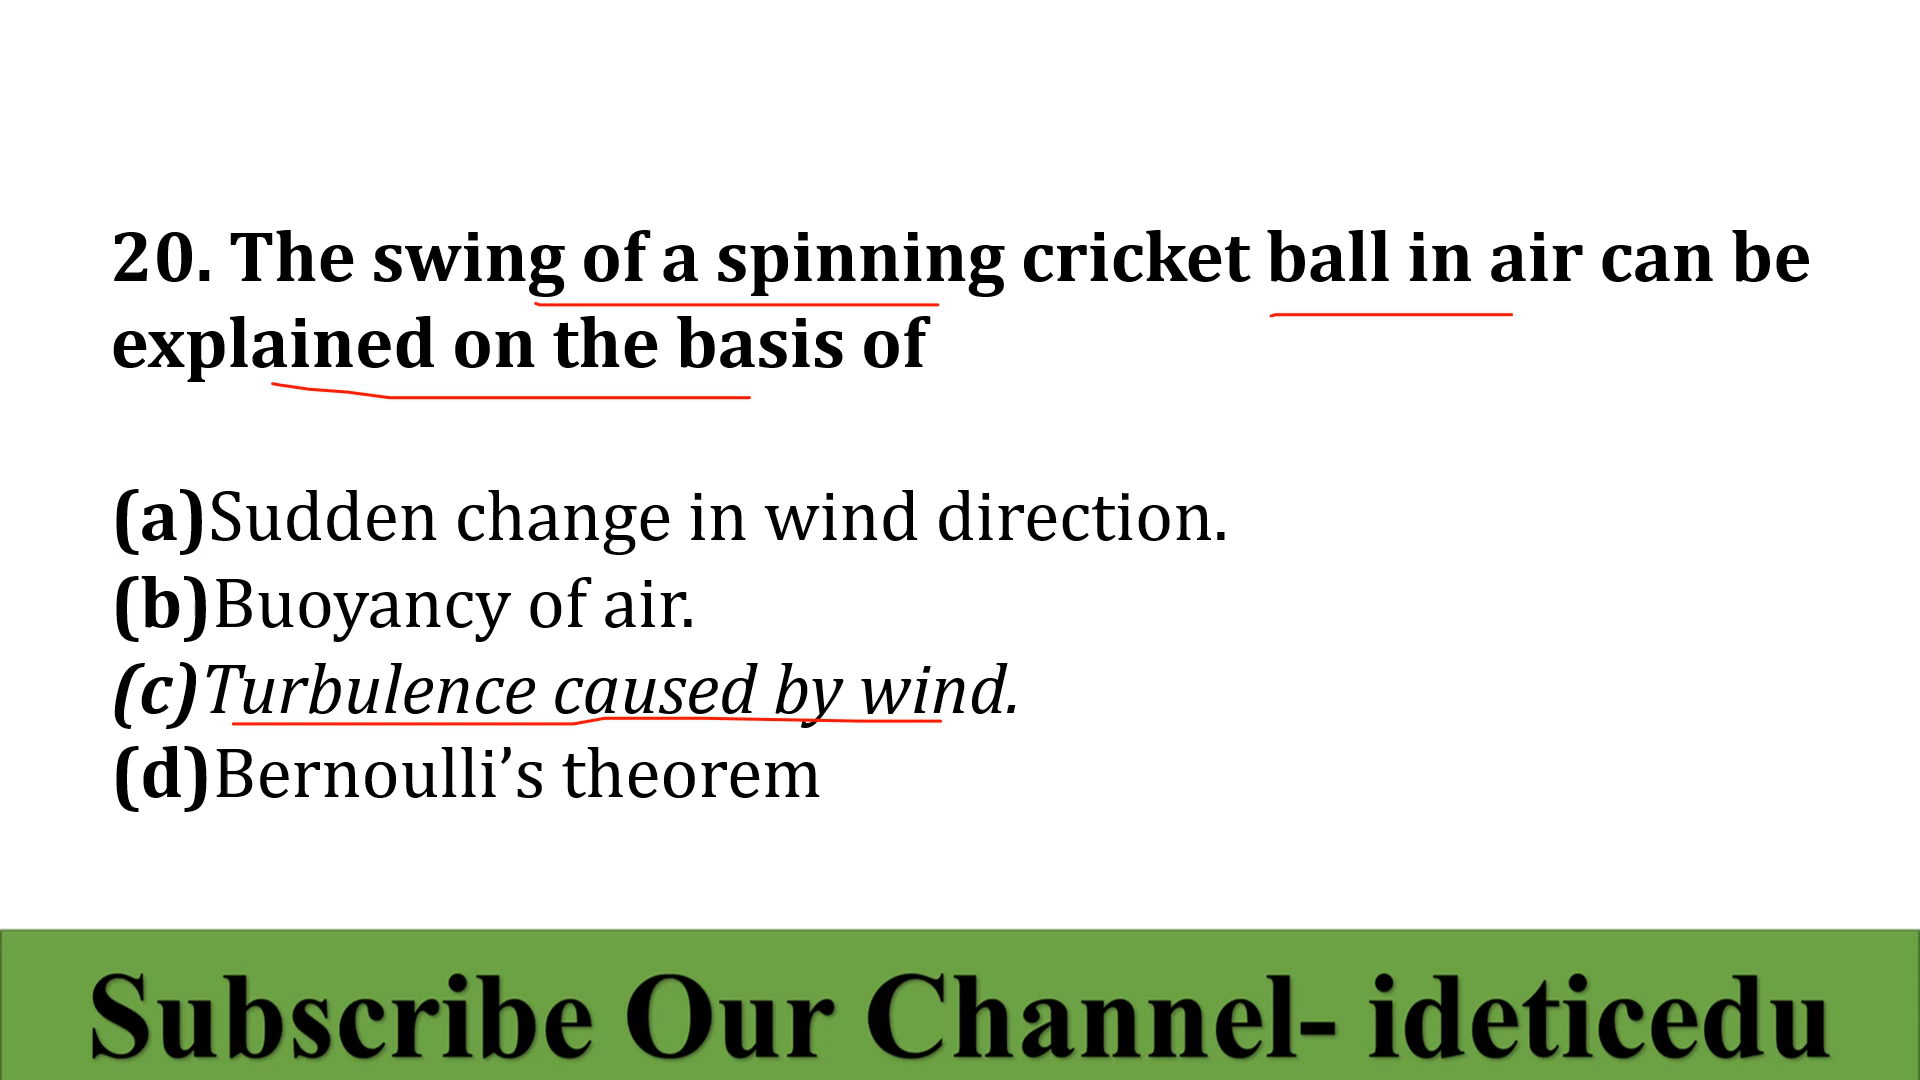 20. The swing of a spinning cricket ball in air can be
explained on the basis of
(a)Sudden change in wind direction.
(b)Buoyancy of air.
(c)Turbulence caused by wind.
(d)Bernoulli’s theorem
Subscribe Our Channel- ideticedu